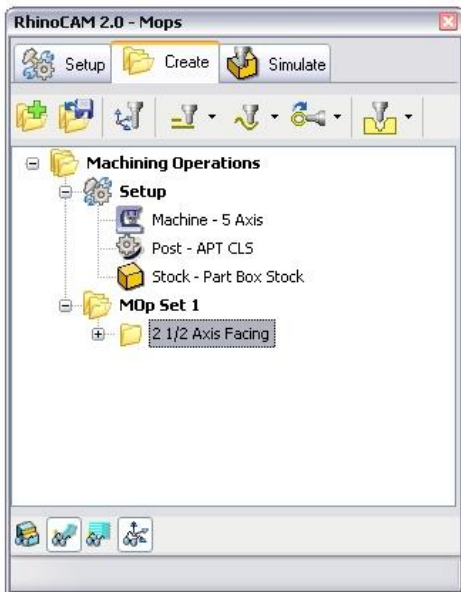 RhinoCAM 2.0 - Mops
Setup Create Simulate
Machining Operations
Setup
Machine - 5 Axis
Post - APT CLS
Stock - Part Box Stock
MOp Set 1
2 1/2 Axis Facing